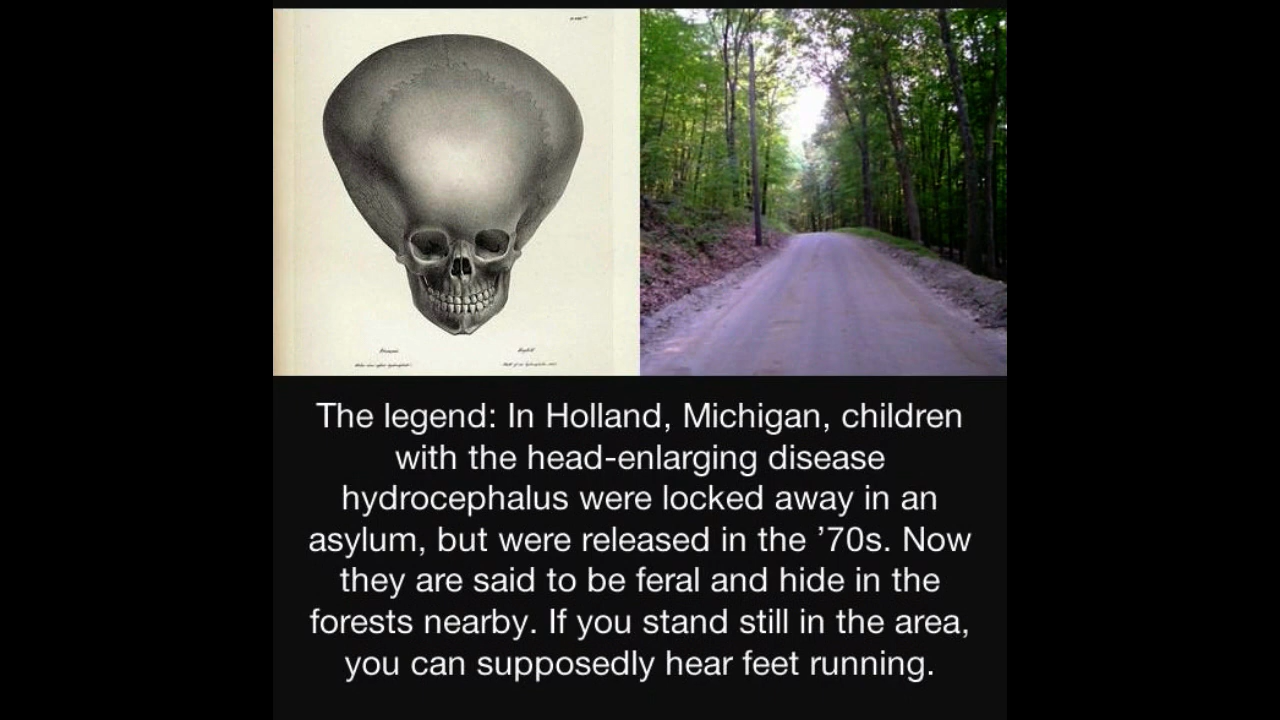 The legend: In Holland, Michigan, children
with the head-enlarging disease
hydrocephalus were locked away in an
asylum, but were released in the ’70s. Now
they are said to be feral and hide in the
forests nearby. If you stand still in the area,
you can supposedly hear feet running.